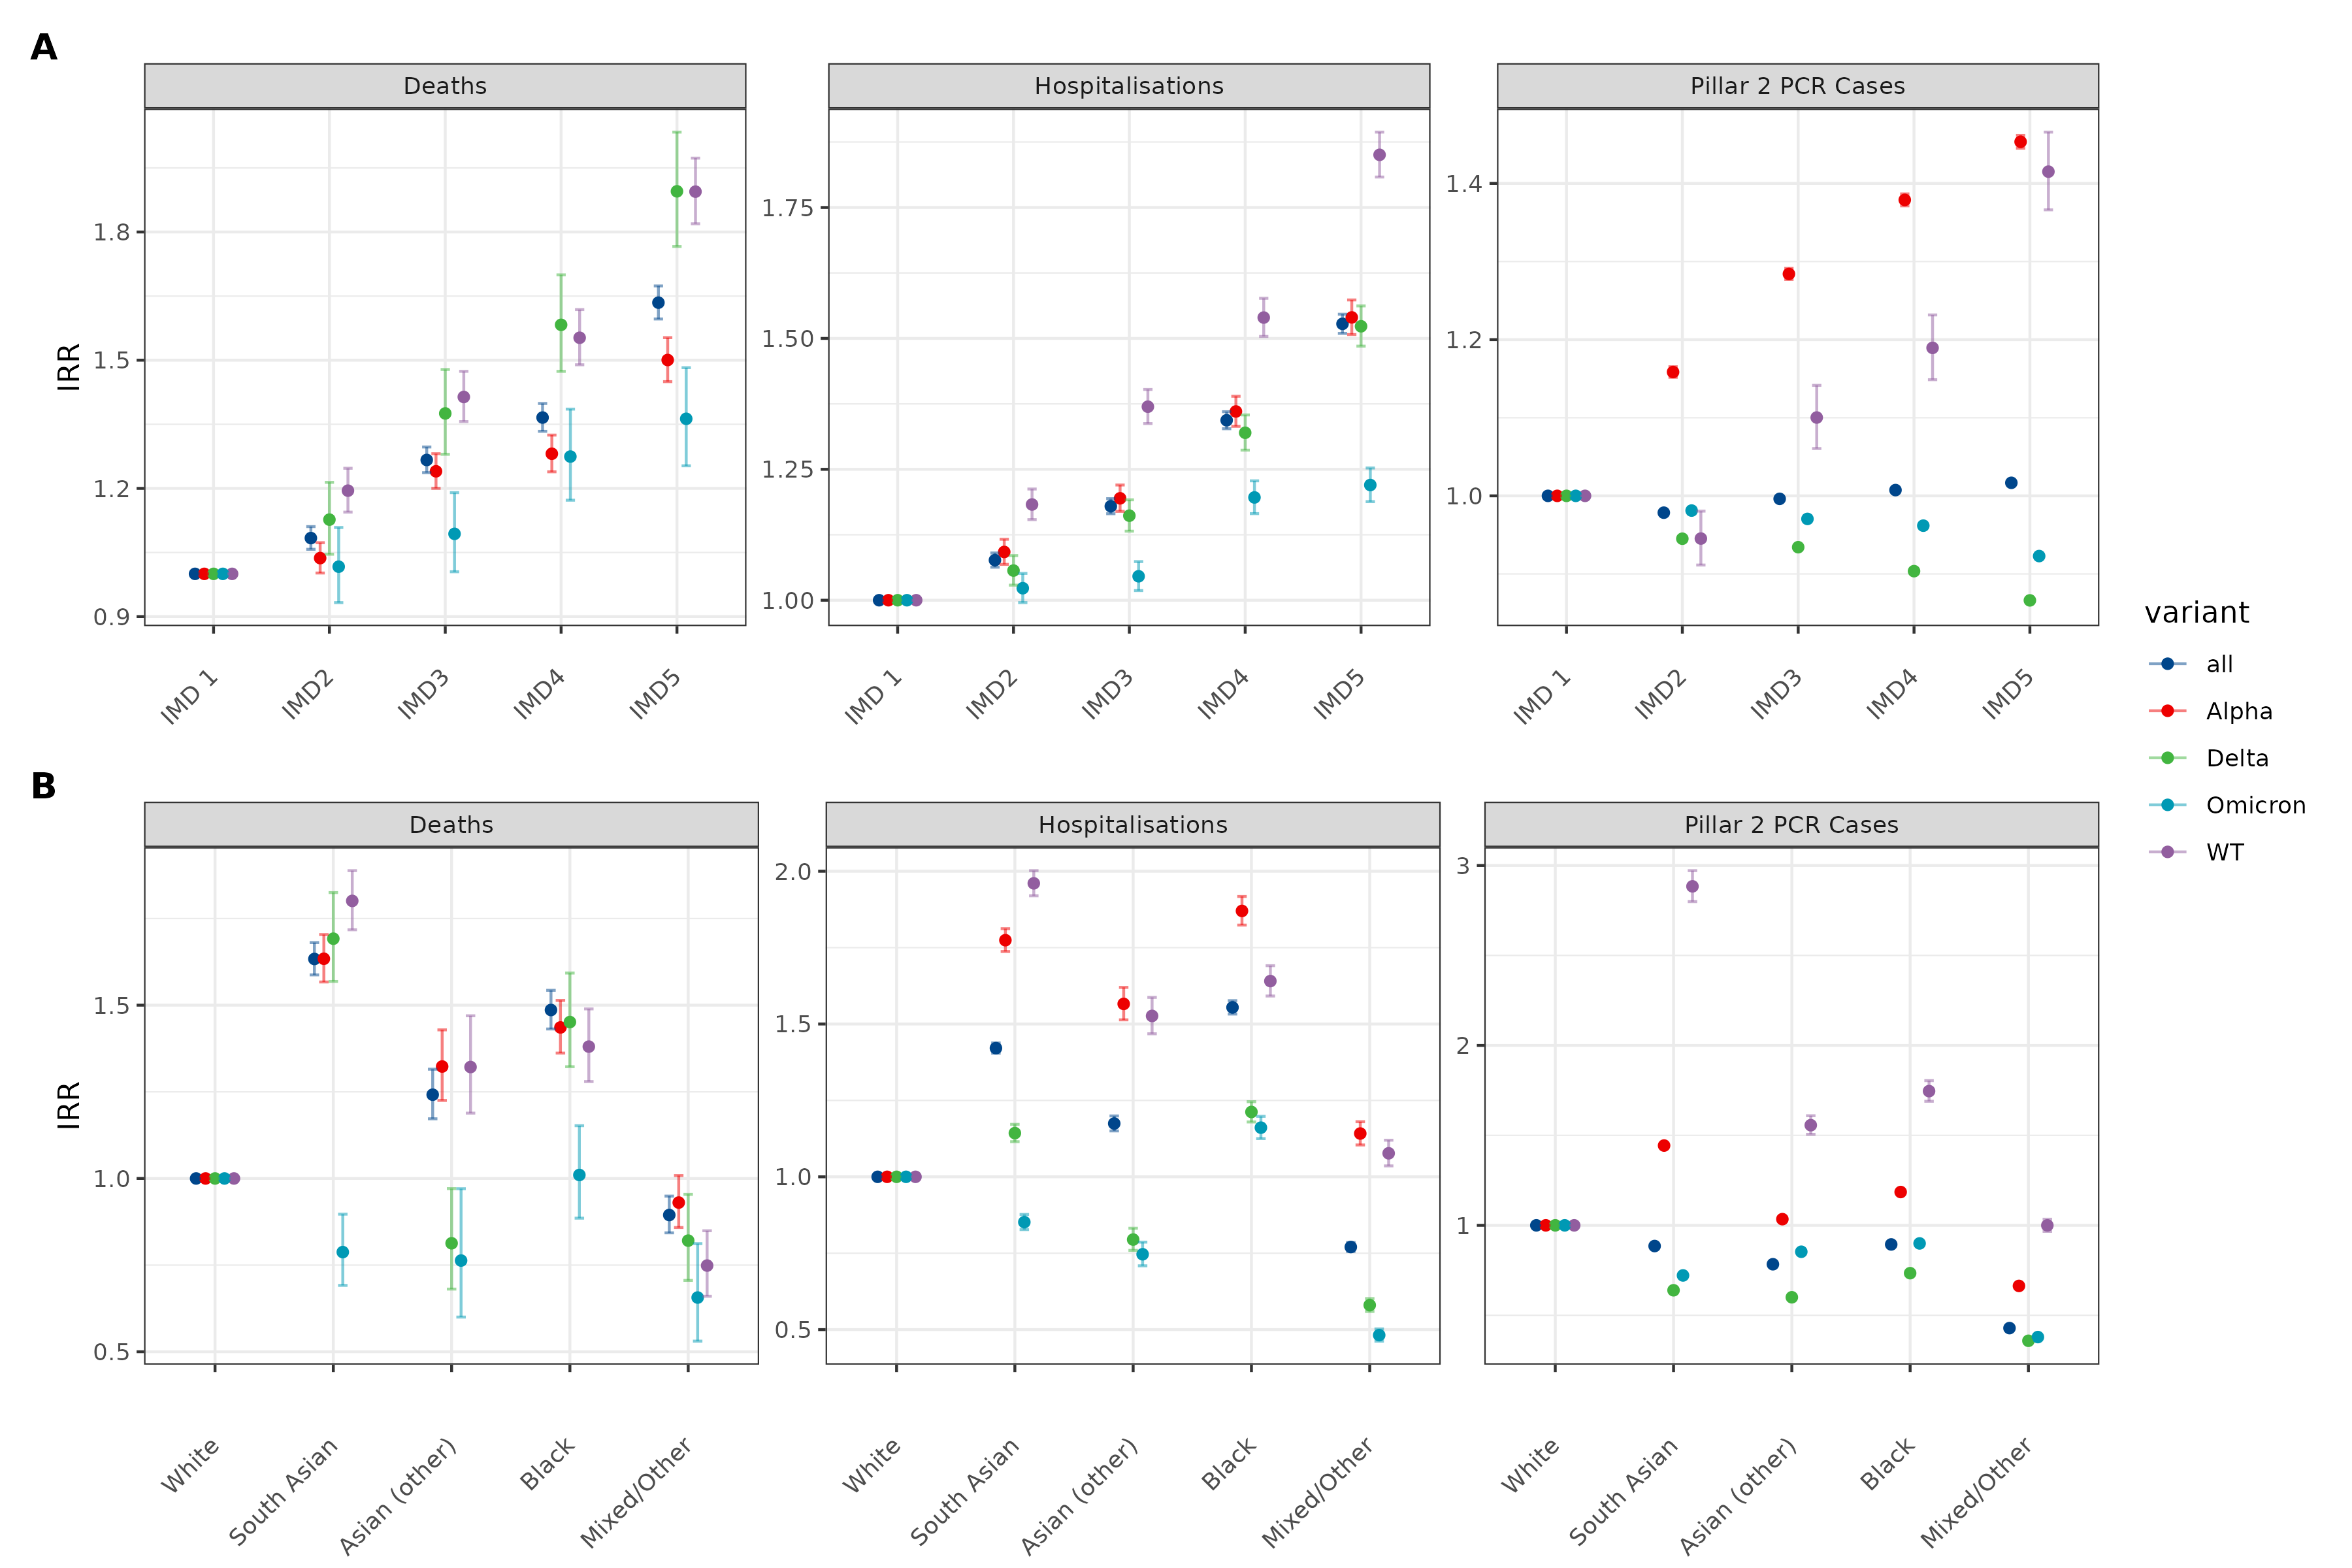 A
Deaths
Hospitalisations
Pillar 2 PCR Cases
IRR
1.8
1.5
1.2
0.9
1.75
1.50
1.25
1.00
1.4
1.2
1.0
IMD 1
IMD2
IMD3
IMD4
IMD5
IMD 1
IMD2
IMD3
IMD4
IMD5
IMD 1
IMD2
IMD3
IMD4
IMD5
variant
all
Alpha
Delta
Omicron
WT
B
Deaths
Hospitalisations
Pillar 2 PCR Cases
IRR
1.5
1.0
0.5
2.0
1.5
1.0
0.5
3
2
1
White
South Asian
Asian (other)
Black
Mixed/Other
White
South Asian
Asian (other)
Black
Mixed/Other
White
South Asian
Asian (other)
Black
Mixed/Other